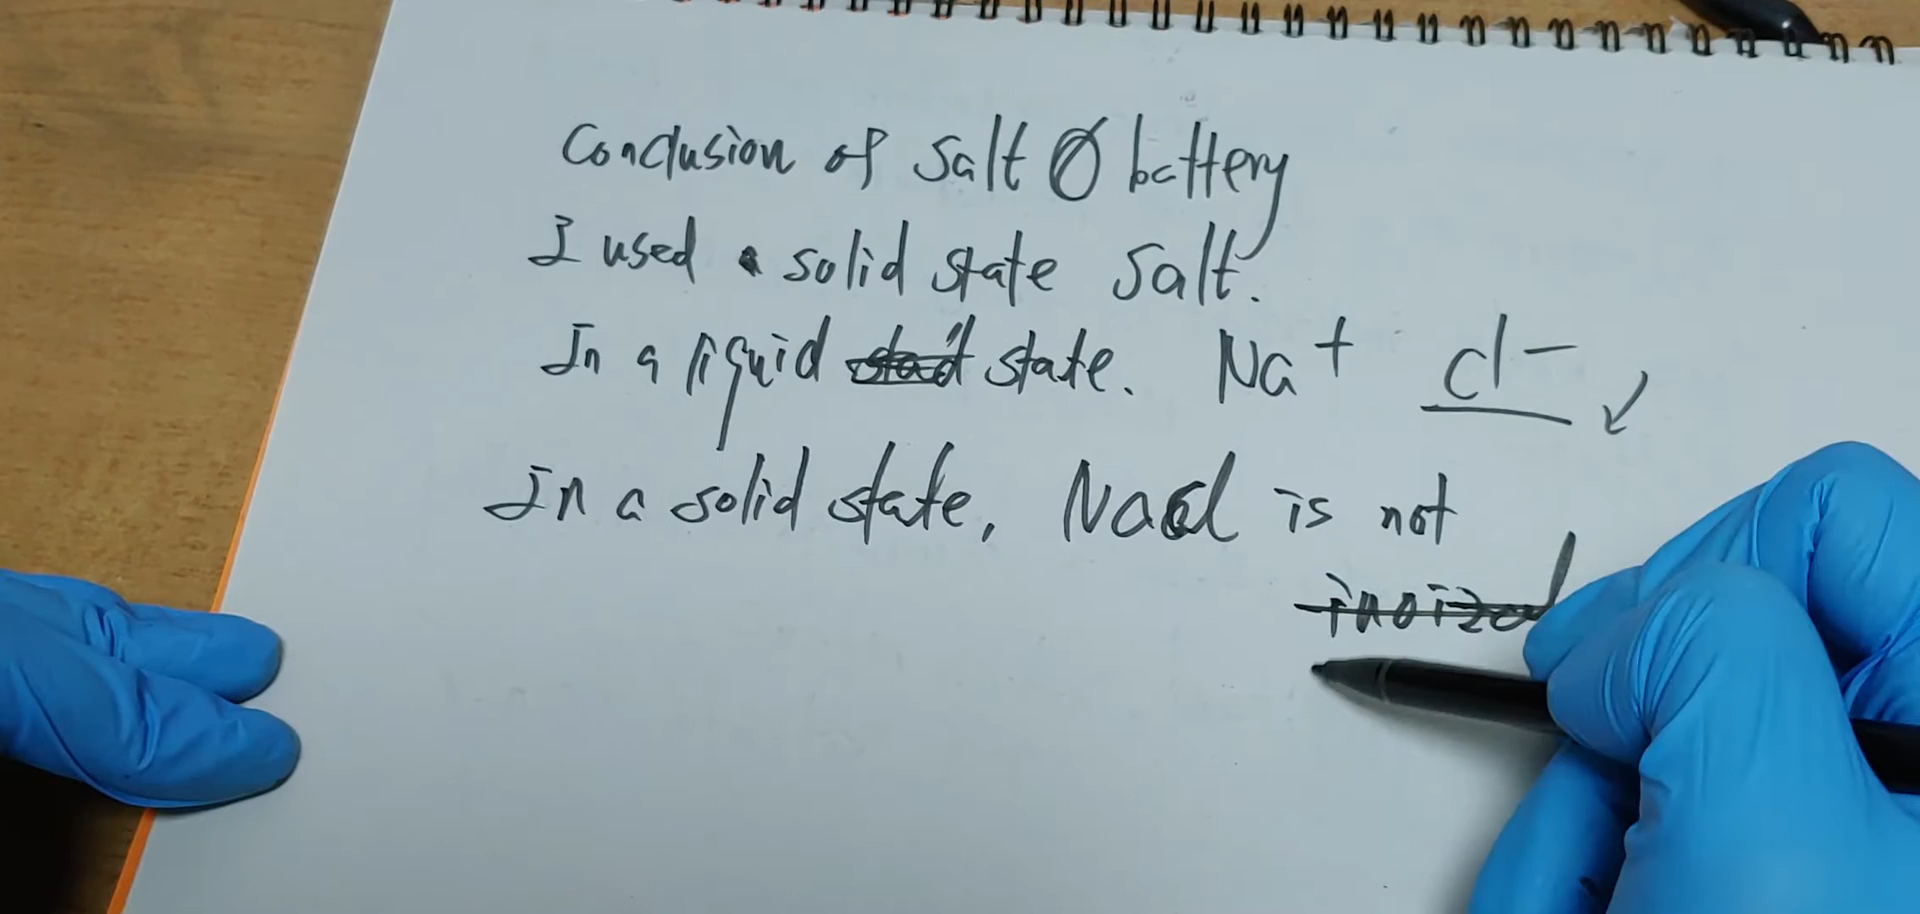 Conclusion of Salt battery
I used a solid state salt.
In a liquid state. Na+ Cl-
In a solid state, NaCl is not
inoized